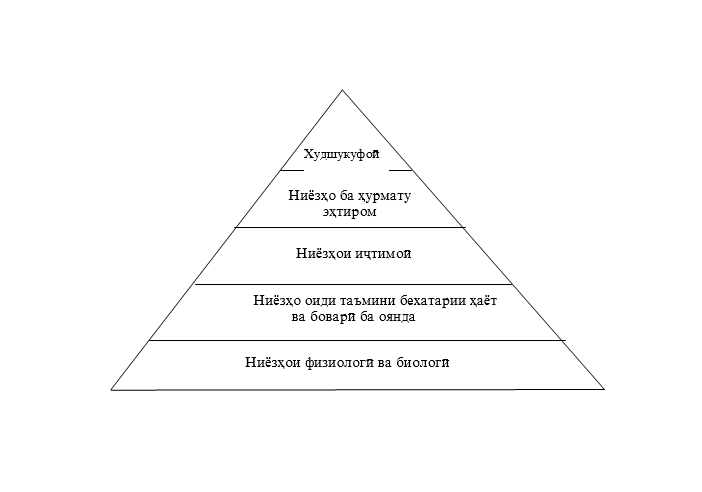 Худшукуфоӣ
Ниёзҳо ба ҳурмату
эҳтиром
Ниёзҳои иҷтимоӣ
Ниёзҳо оиди таъмини бехатарии ҳаёт
ва боварӣ ба оянда
Ниёзҳои физиологӣ ва биологӣ